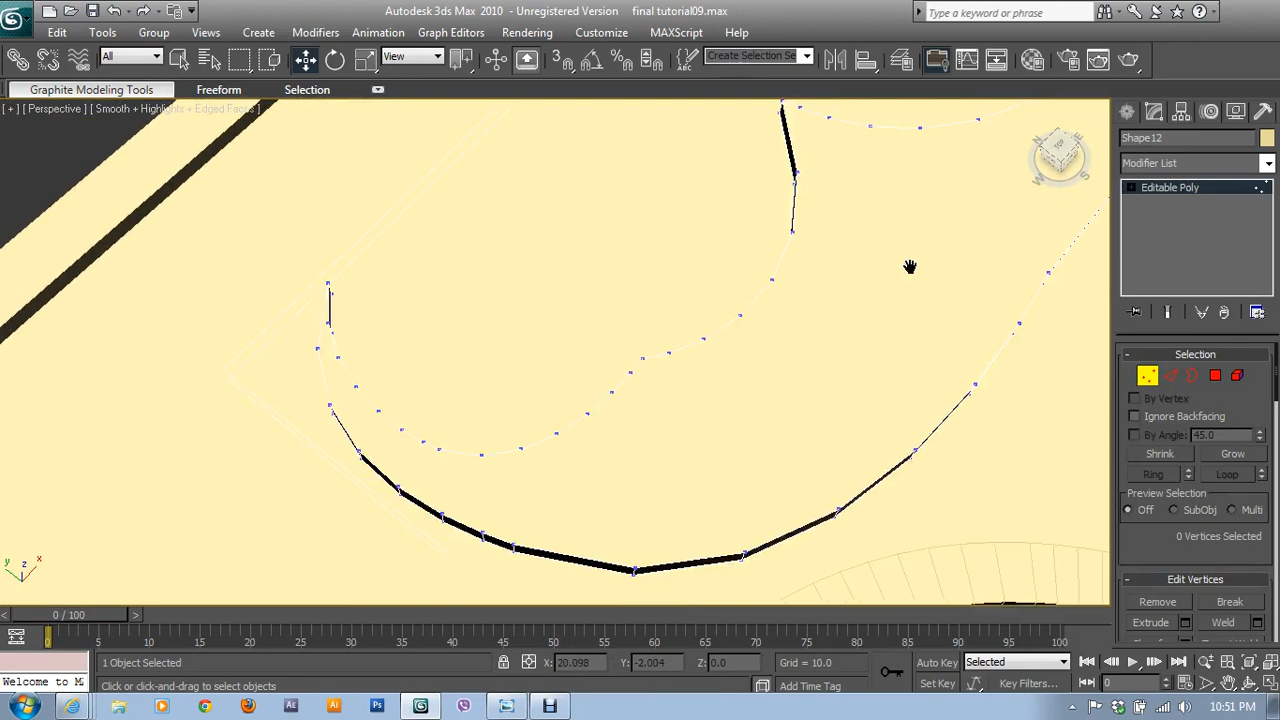 Autodesk 3ds Max 2010 - Unregistered Version final tutorial09.max
Type a keyword or phrase
Edit Tools Group Views Create Modifiers Animation Graph Editors Rendering Customize MAXScript Help
All View Create Selection Se
Graphite Modeling Tools Freeform Selection
[ + ] [ Perspective ] [ Smooth + Highlights + Edged Faces ]
TOP
Shape12
Modifier List
Editable Poly
Selection
By Vertex
Ignore Backfacing
By Angle: 45.0
Shrink Grow
Ring Loop
Preview Selection
Off SubObj Multi
0 Vertices Selected
Edit Vertices
Remove Break
Extrude Weld
x
y
z
0 / 100
0 5 10 15 20 25 30 35 40 45 50 55 60 65 70 75 80 85 90 95 100
1 Object Selected X: 20.098 Y: -2.004 Z: 0.0 Grid = 10.0 Auto Key Selected
Welcome to M Click or click-and-drag to select objects Add Time Tag Set Key Key Filters... 0
10:51 PM